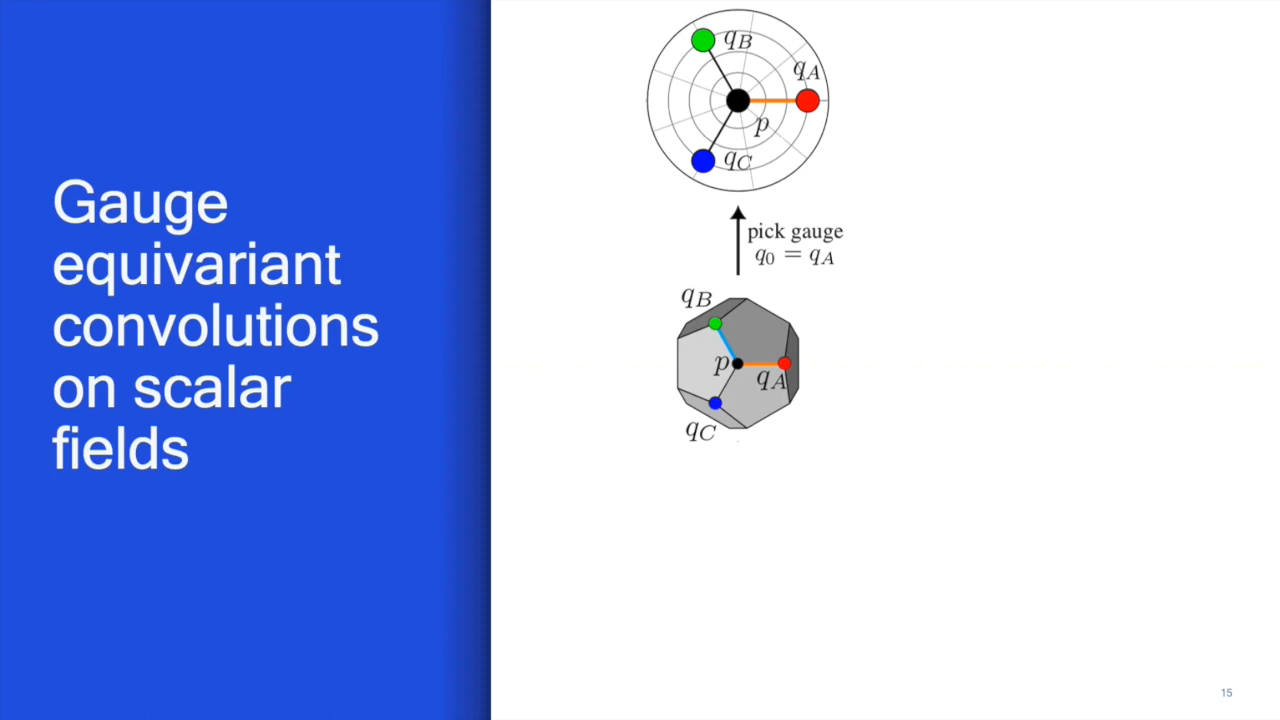 Gauge
equivariant
convolutions
on scalar
fields
q_B
q_A
p
q_C
pick gauge
q_0 = q_A
q_B
p
q_A
q_C
15